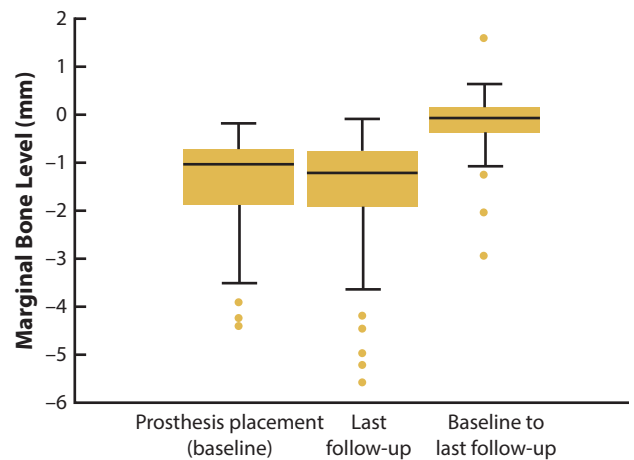 Marginal Bone Level (mm)
2
1
0
–1
–2
–3
–4
–5
–6
Prosthesis placement
(baseline)
Last
follow-up
Baseline to
last follow-up